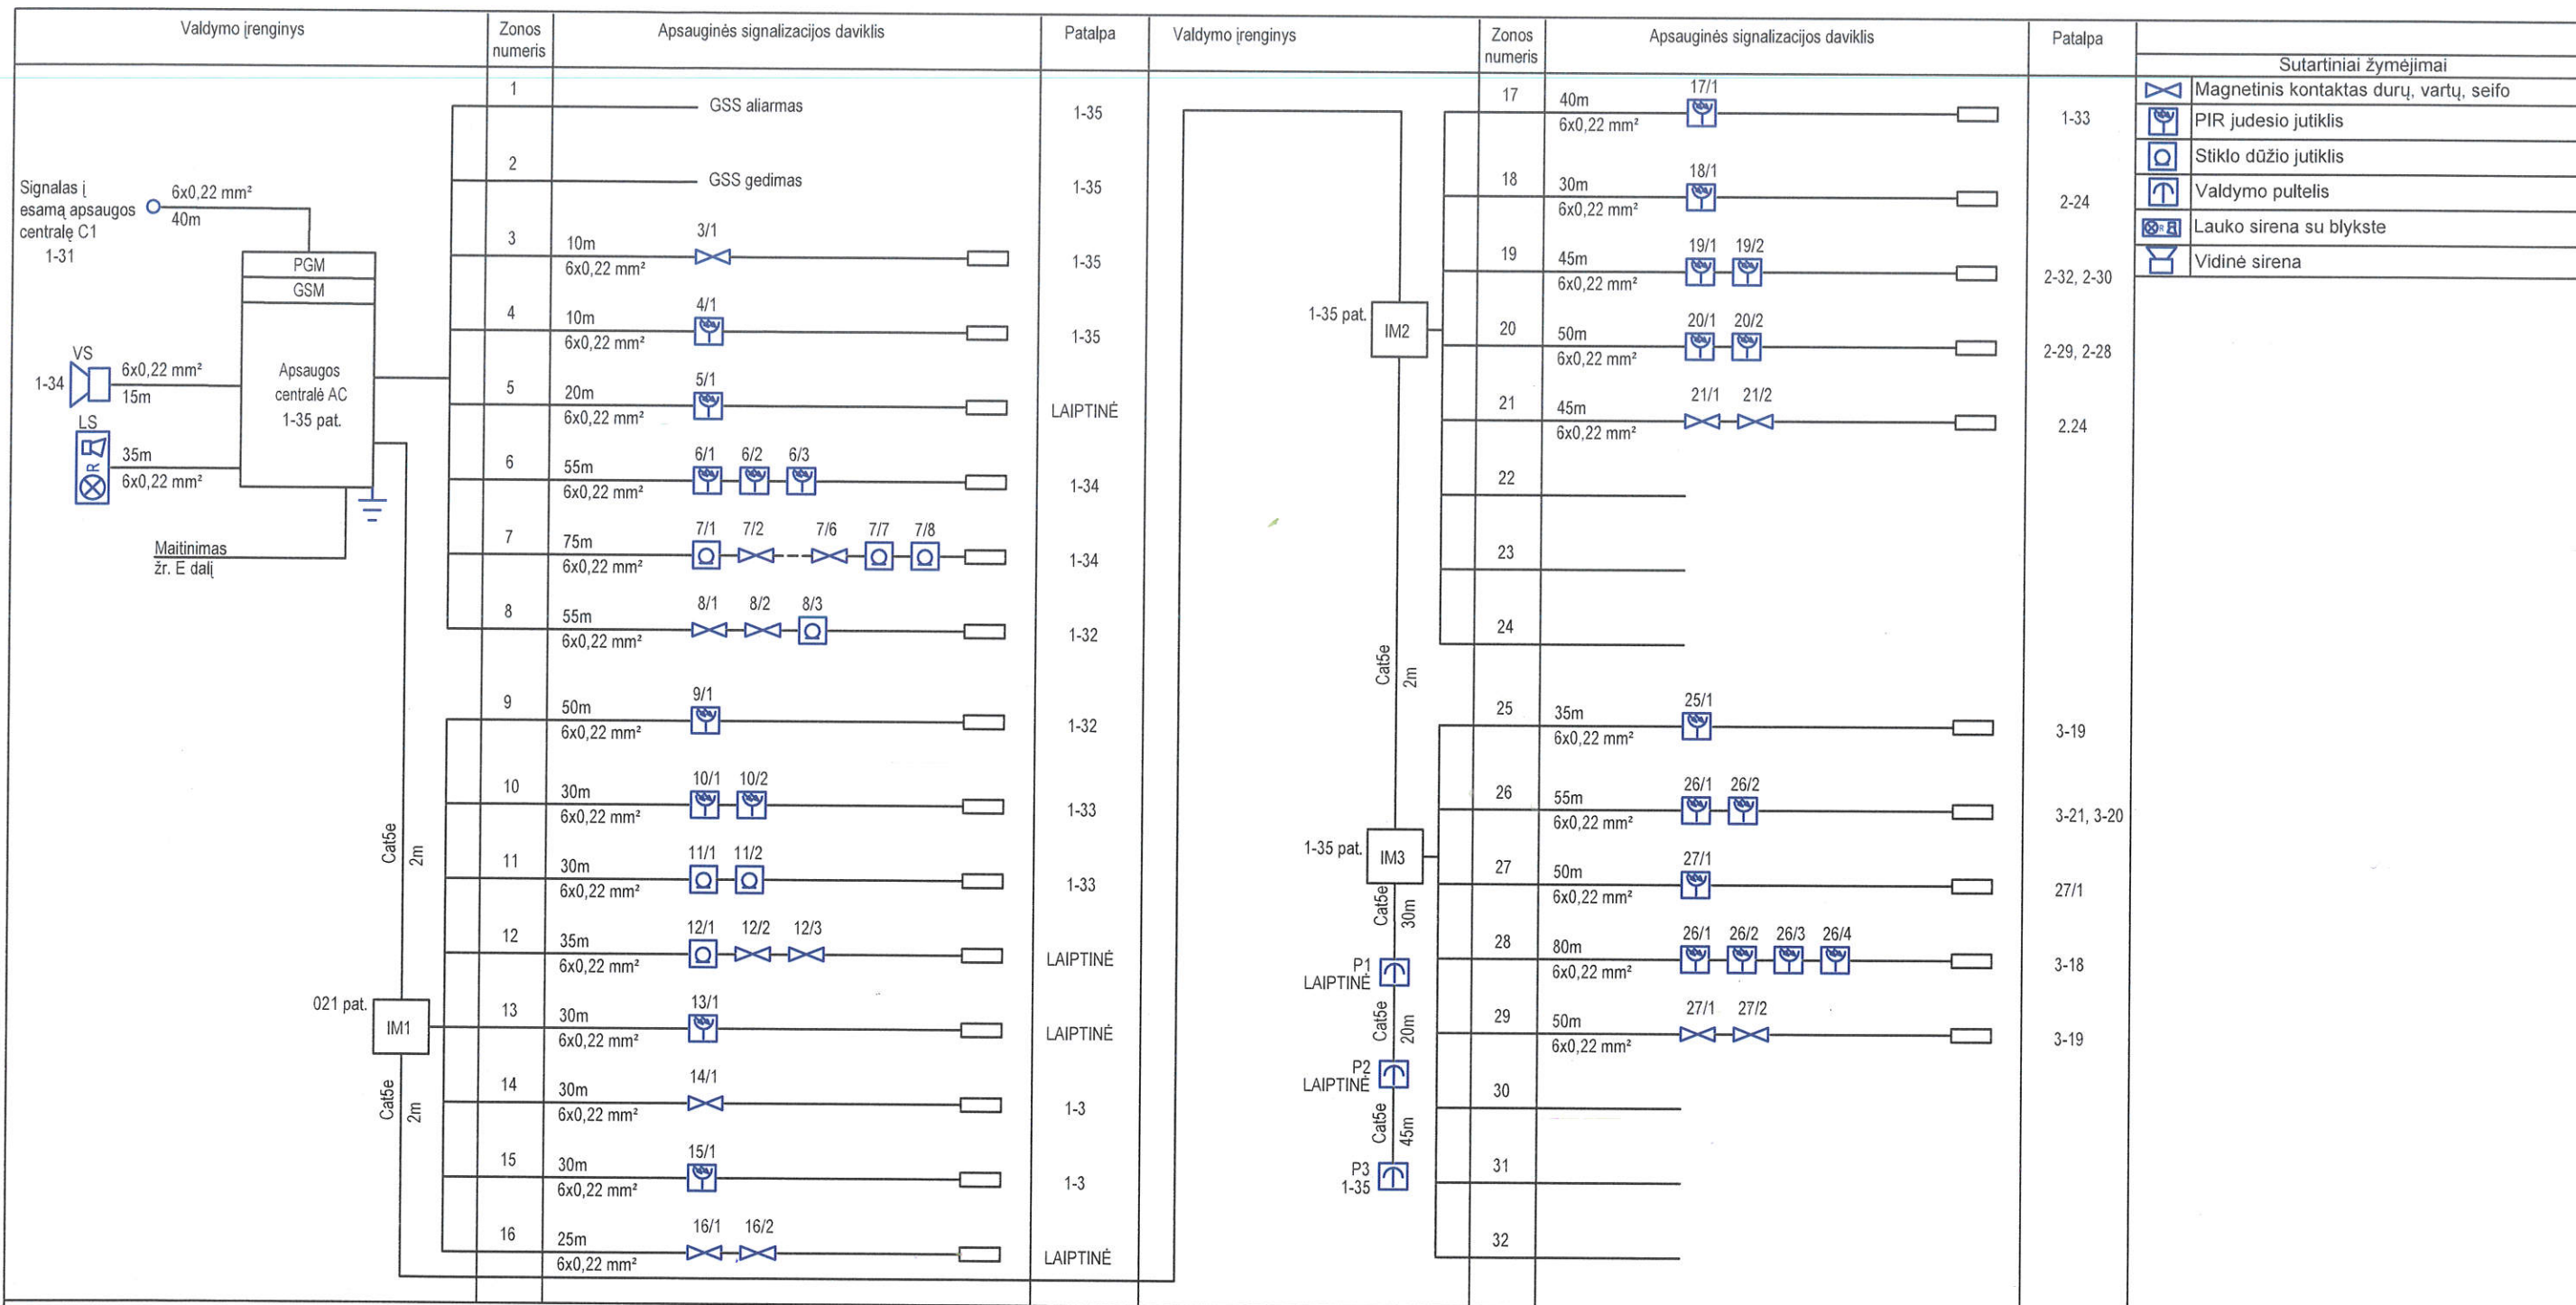 Valdymo įrenginys
Zonos
numeris
Apsauginės signalizacijos daviklis
Patalpa
Valdymo įrenginys
Zonos
numeris
Apsauginės signalizacijos daviklis
Patalpa
Sutartiniai žymėjimai
Magnetinis kontaktas durų, vartų, seifo
PIR judesio jutiklis
Stiklo dūžio jutiklis
Valdymo pultelis
R
Lauko sirena su blykste
Vidinė sirena
Signalas į
esamą apsaugos
centralę C1
1-31
6x0,22 mm²
40m
PGM
GSM
Apsaugos
centralė AC
1-35 pat.
VS
1-34
6x0,22 mm²
15m
LS
R
35m
6x0,22 mm²
Maitinimas
žr. E dalį
Cat5e
2m
021 pat.
IM1
Cat5e
2m
1
GSS aliarmas
1-35
2
GSS gedimas
1-35
3
10m
6x0,22 mm²
3/1
1-35
4
10m
6x0,22 mm²
4/1
1-35
5
20m
6x0,22 mm²
5/1
LAIPTINĖ
6
55m
6x0,22 mm²
6/1 6/2 6/3
1-34
7
75m
6x0,22 mm²
7/1 7/2 7/6 7/7 7/8
1-34
8
55m
6x0,22 mm²
8/1 8/2 8/3
1-32
9
50m
6x0,22 mm²
9/1
1-32
10
30m
6x0,22 mm²
10/1 10/2
1-33
11
30m
6x0,22 mm²
11/1 11/2
1-33
12
35m
6x0,22 mm²
12/1 12/2 12/3
LAIPTINĖ
13
30m
6x0,22 mm²
13/1
LAIPTINĖ
14
30m
6x0,22 mm²
14/1
1-3
15
30m
6x0,22 mm²
15/1
1-3
16
25m
6x0,22 mm²
16/1 16/2
LAIPTINĖ
1-35 pat.
IM2
Cat5e
2m
1-35 pat.
IM3
Cat5e
30m
P1
LAIPTINĖ
Cat5e
20m
P2
LAIPTINĖ
Cat5e
45m
P3
1-35
17
40m
6x0,22 mm²
17/1
1-33
18
30m
6x0,22 mm²
18/1
2-24
19
45m
6x0,22 mm²
19/1 19/2
2-32, 2-30
20
50m
6x0,22 mm²
20/1 20/2
2-29, 2-28
21
45m
6x0,22 mm²
21/1 21/2
2.24
22
23
24
25
35m
6x0,22 mm²
25/1
3-19
26
55m
6x0,22 mm²
26/1 26/2
3-21, 3-20
27
50m
6x0,22 mm²
27/1
27/1
28
80m
6x0,22 mm²
26/1 26/2 26/3 26/4
3-18
29
50m
6x0,22 mm²
27/1 27/2
3-19
30
31
32